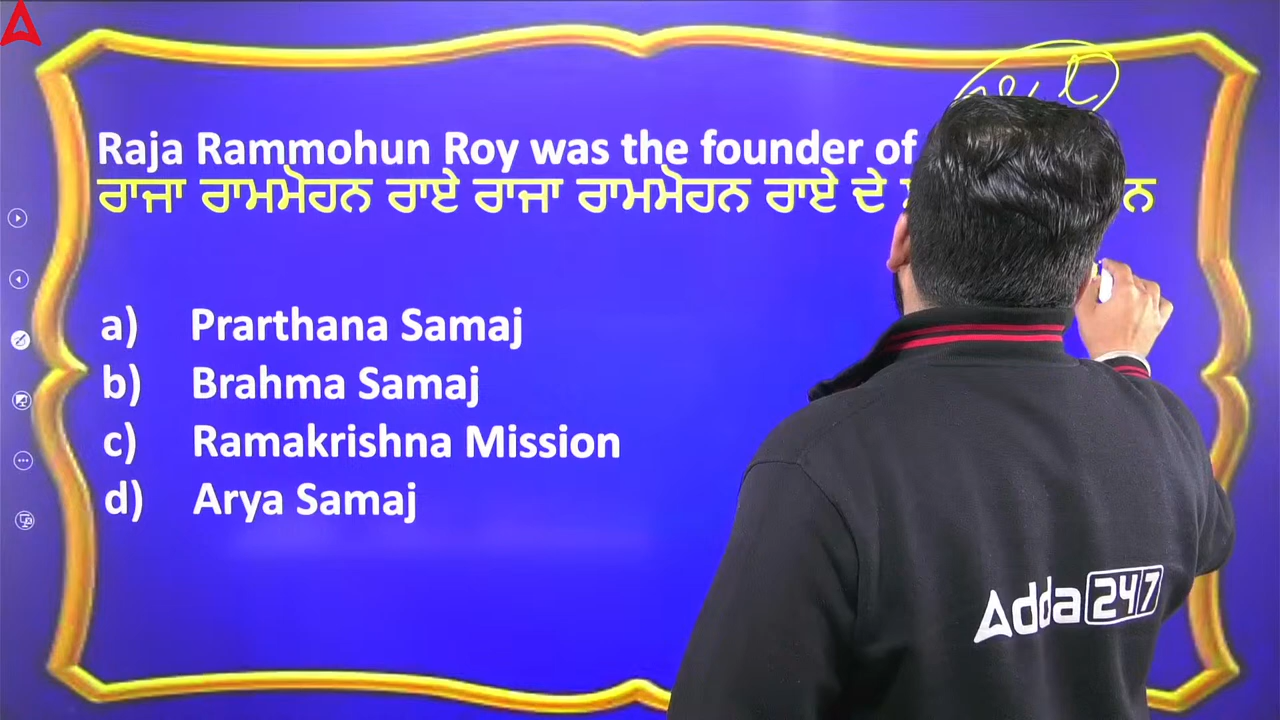 Raja Rammohun Roy was the founder of
ਰਾਜਾ ਰਾਮਮੋਹਨ ਰਾਏ ਰਾਜਾ ਰਾਮਮੋਹਨ ਰਾਏ ਦੇ
a) Prarthana Samaj
b) Brahma Samaj
c) Ramakrishna Mission
d) Arya Samaj
Adda 247